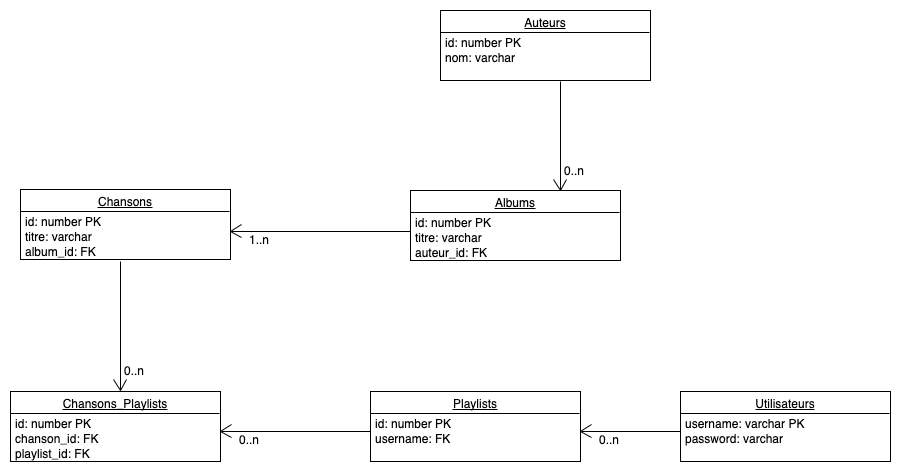 Auteurs
id: number PK
nom: varchar
0..n
Chansons
id: number PK
titre: varchar
album_id: FK
1..n
Albums
id: number PK
titre: varchar
auteur_id: FK
0..n
Chansons_Playlists
id: number PK
chanson_id: FK
playlist_id: FK
0..n
Playlists
id: number PK
username: FK
0..n
Utilisateurs
username: varchar PK
password: varchar